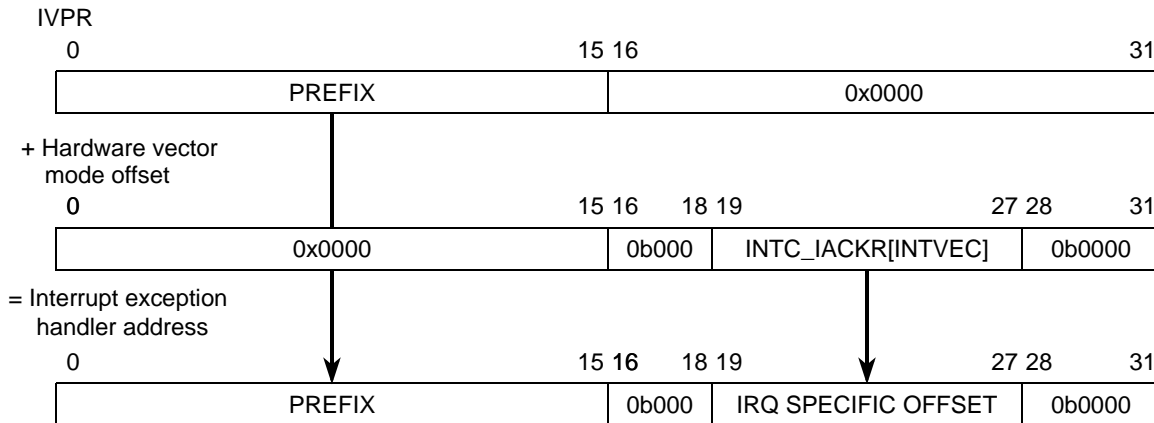 IVPR
0 15 16 31
PREFIX 0x0000
+ Hardware vector
mode offset
0 15 16 18 19 27 28 31
0x0000 0b000 INTC_IACKR[INTVEC] 0b0000
= Interrupt exception
handler address
0 15 16 18 19 27 28 31
PREFIX 0b000 IRQ SPECIFIC OFFSET 0b0000